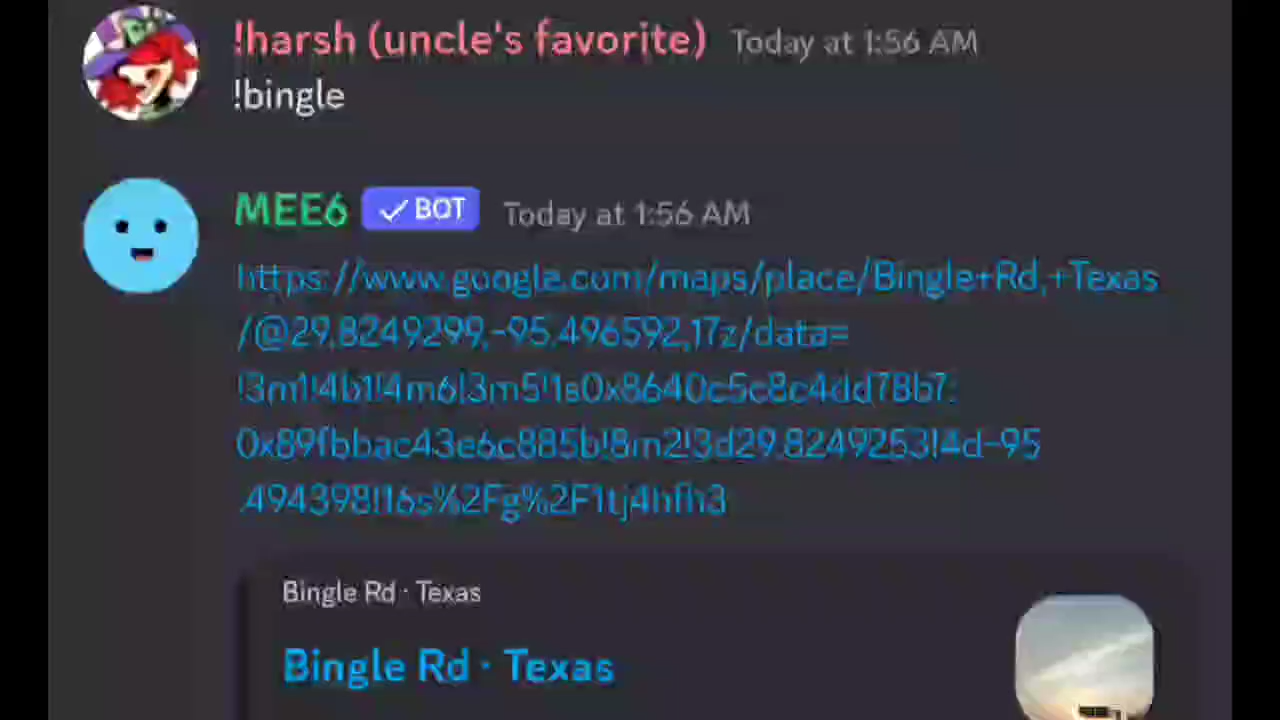 !harsh (uncle's favorite) Today at 1:56 AM
!bingle
MEE6 ✓ BOT Today at 1:56 AM
https://www.google.com/maps/place/Bingle+Rd,+Texas
/@29.8249299,-95.496592,17z/data=
!3m1!4b1!4m6!3m5!1s0x8640c5c8c4dd78b7:
0x89fbbac43e6c885b!8m2!3d29.8249253!4d-95
.494398!16s%2Fg%2F1tj4hfh3
Bingle Rd · Texas
Bingle Rd · Texas